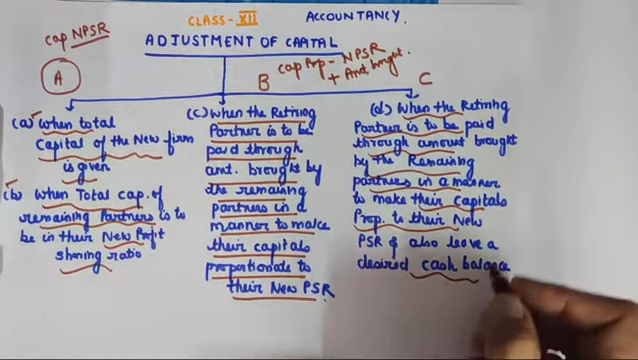 CLASS-XII ACCOUNTANCY.
cap NPSR
ADJUSTMENT OF CAPITAL
A
B
cap Prop - NPSR
+ Amt brought.
C
(a) When total
Capital of the New firm
is given
(b) When Total cap. of
remaining Partners is to
be in their New Profit
sharing ratio
(c) When the Retiring
Partner is to be
paid through
amt. brought by
the remaining
partners in a
manner to make
their capitals
proportionate to
their New PSR.
(d) When the Retiring
Partner is to be paid
through amount brought
by the Remaining
partners in a manner
to make their capitals
Prop. to their New
PSR & also leave a
desired cash balance